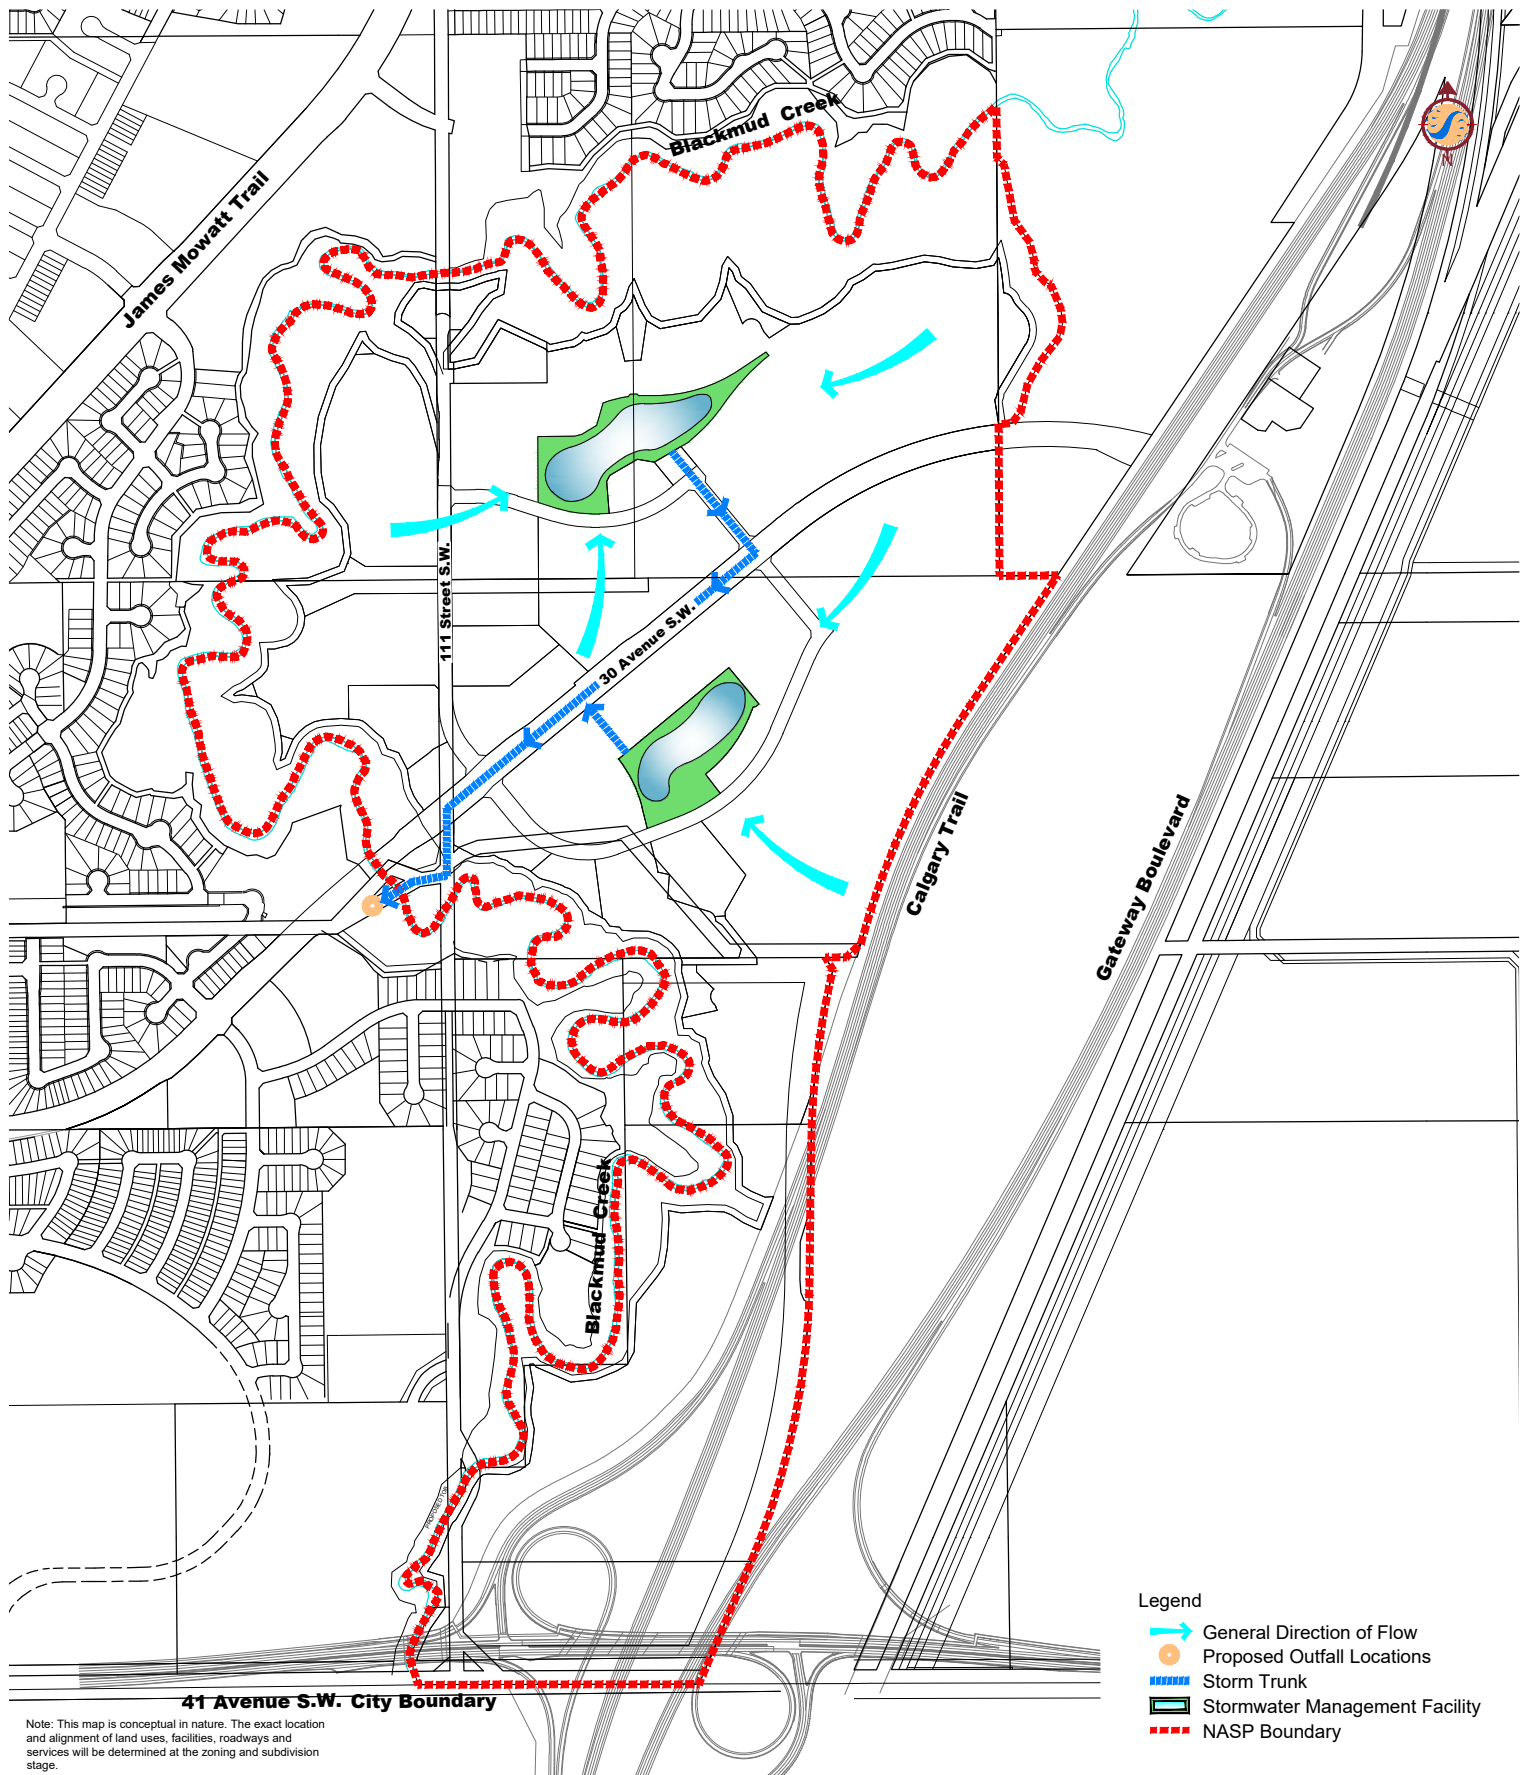 Blackmud Creek
N
James Mowatt Trail
111 Street S.W.
30 Avenue S.W.
Calgary Trail
Gateway Boulevard
Blackmud Creek
PROPOSED TOB
41 Avenue S.W. City Boundary
Note: This map is conceptual in nature. The exact location
and alignment of land uses, facilities, roadways and
services will be determined at the zoning and subdivision
stage.
Legend
General Direction of Flow
Proposed Outfall Locations
Storm Trunk
Stormwater Management Facility
NASP Boundary